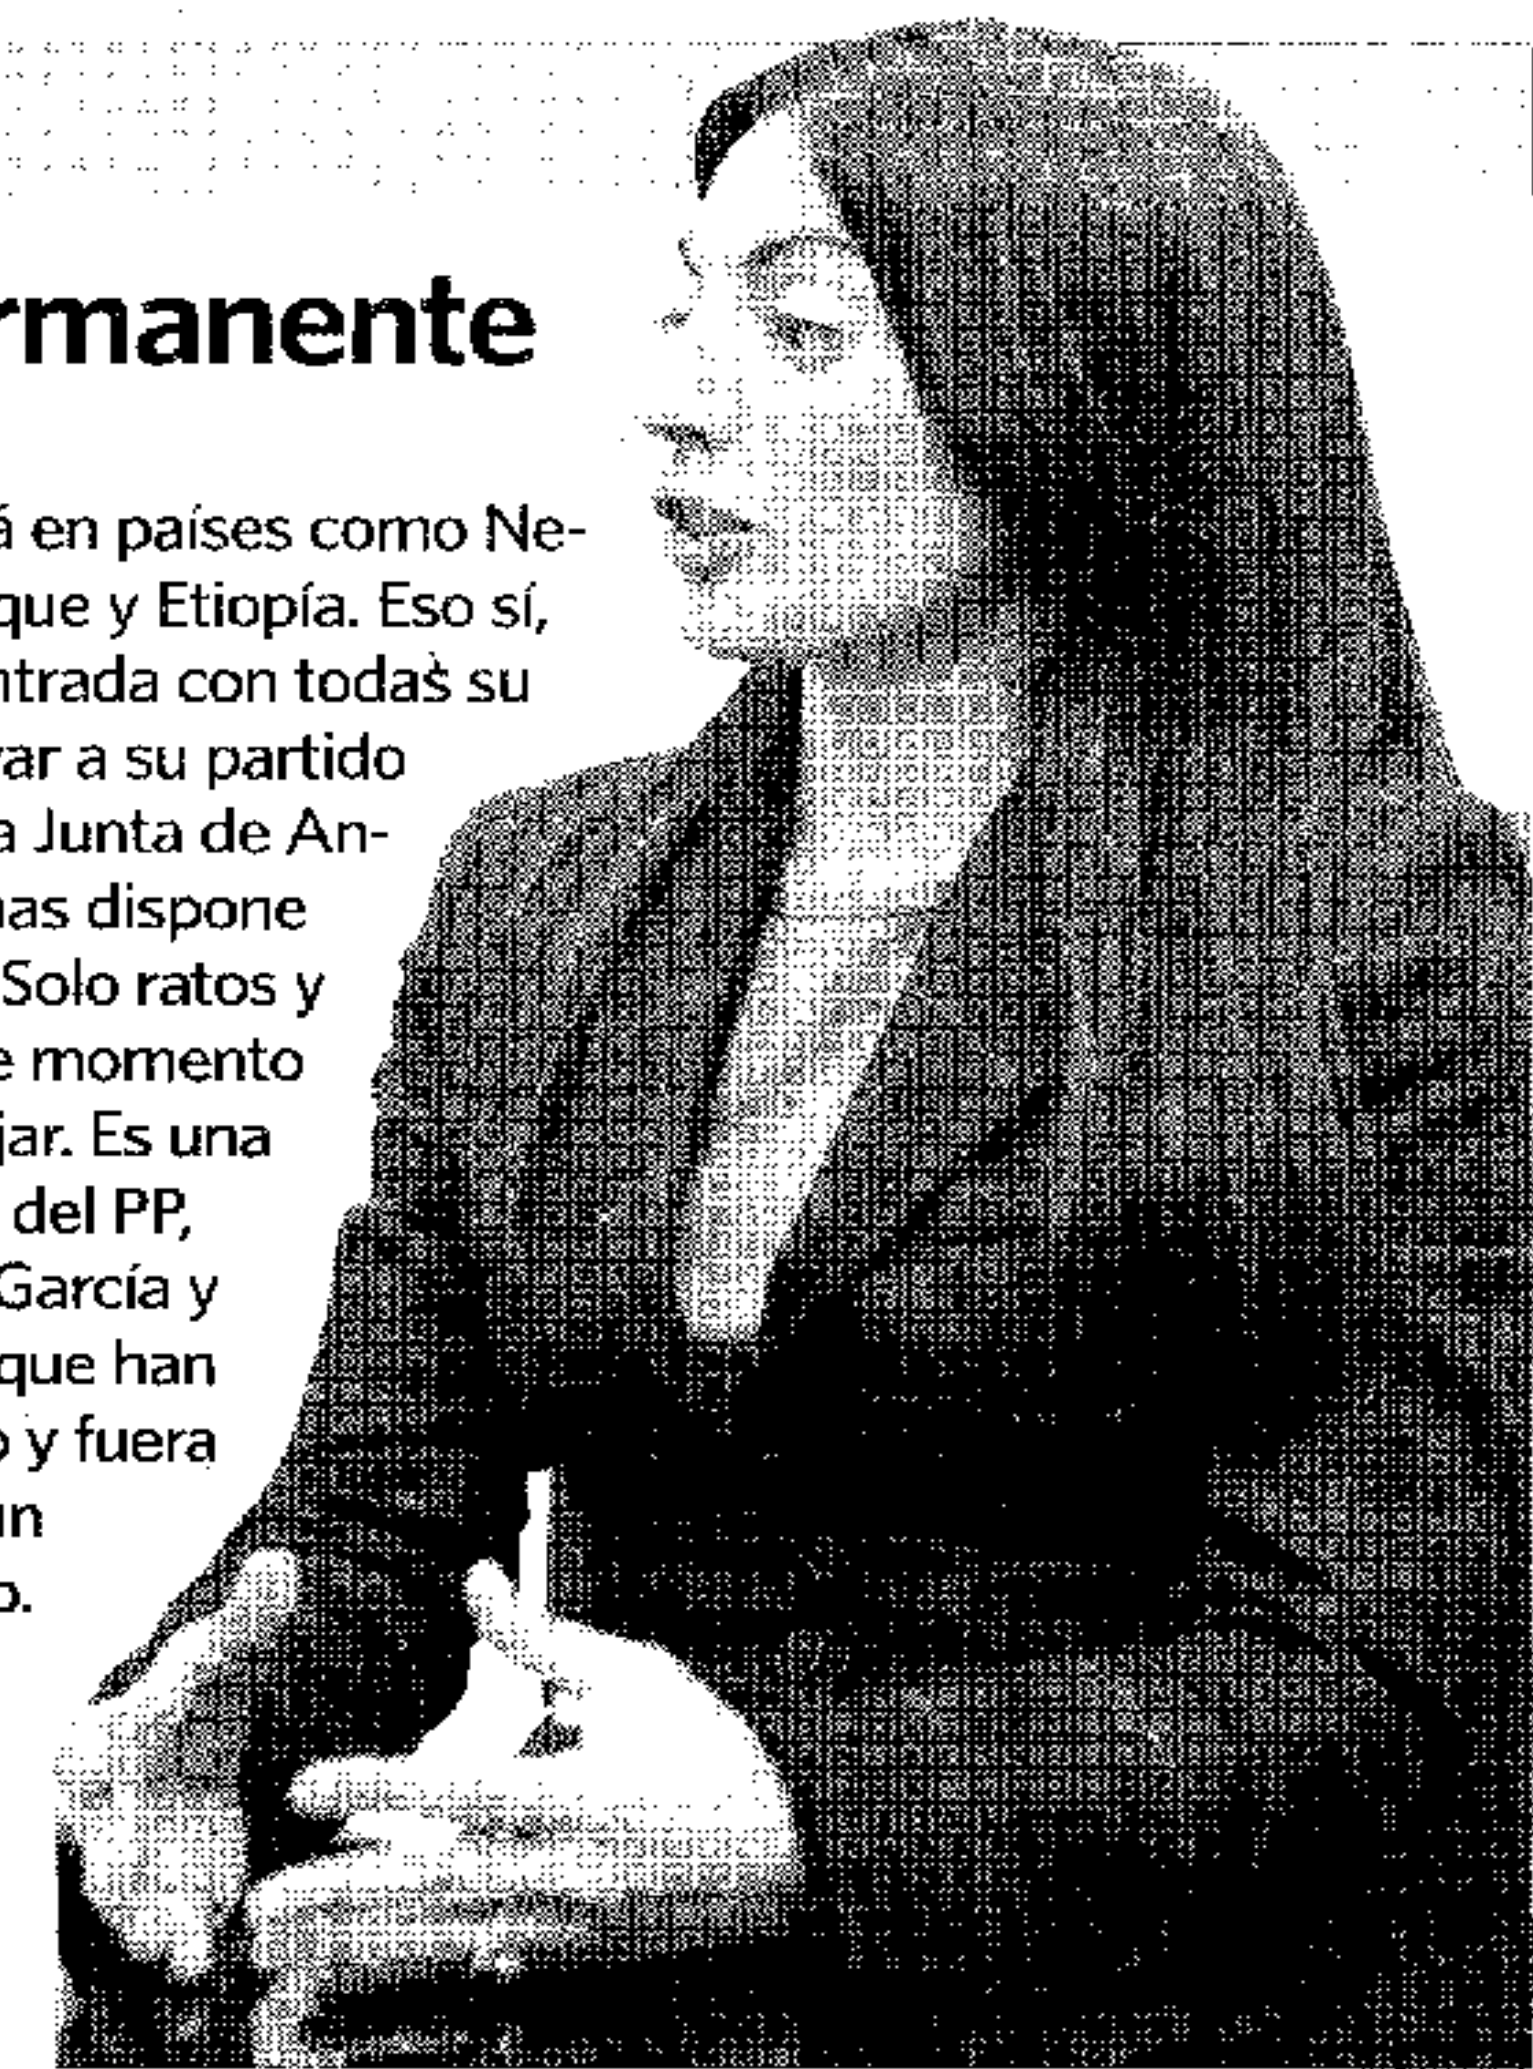 rmanente
á en países como Ne-
que y Etiopía. Eso sí,
ntrada con todas su
var a su partido
a Junta de An-
nas dispone
Solo ratos y
e momento
jar. Es una
del PP,
García y
que han
o y fuera
un
o.